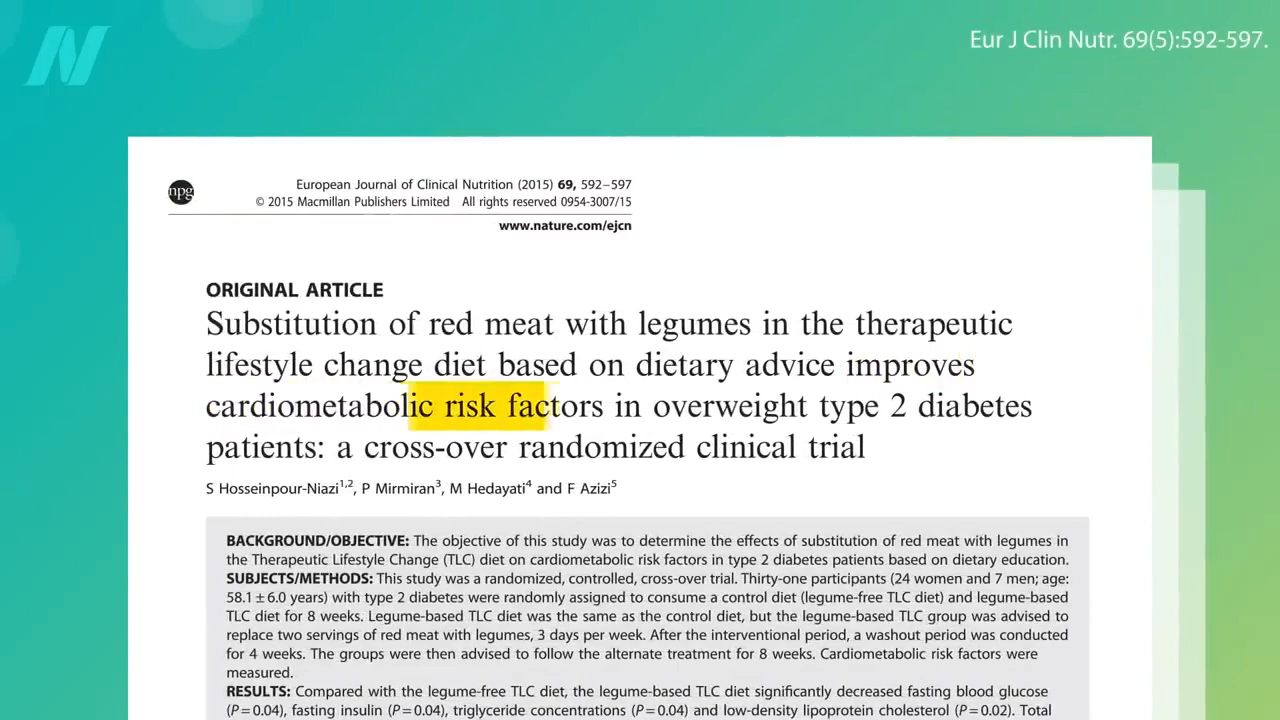 N
Eur J Clin Nutr. 69(5):592-597.
npg
European Journal of Clinical Nutrition (2015) 69, 592–597
© 2015 Macmillan Publishers Limited All rights reserved 0954-3007/15
www.nature.com/ejcn
ORIGINAL ARTICLE
Substitution of red meat with legumes in the therapeutic
lifestyle change diet based on dietary advice improves
cardiometabolic risk factors in overweight type 2 diabetes
patients: a cross-over randomized clinical trial
S Hosseinpour-Niazi1,2, P Mirmiran3, M Hedayati4 and F Azizi5
BACKGROUND/OBJECTIVE: The objective of this study was to determine the effects of substitution of red meat with legumes in
the Therapeutic Lifestyle Change (TLC) diet on cardiometabolic risk factors in type 2 diabetes patients based on dietary education.
SUBJECTS/METHODS: This study was a randomized, controlled, cross-over trial. Thirty-one participants (24 women and 7 men; age:
58.1 ± 6.0 years) with type 2 diabetes were randomly assigned to consume a control diet (legume-free TLC diet) and legume-based
TLC diet for 8 weeks. Legume-based TLC diet was the same as the control diet, but the legume-based TLC group was advised to
replace two servings of red meat with legumes, 3 days per week. After the interventional period, a washout period was conducted
for 4 weeks. The groups were then advised to follow the alternate treatment for 8 weeks. Cardiometabolic risk factors were
measured.
RESULTS: Compared with the legume-free TLC diet, the legume-based TLC diet significantly decreased fasting blood glucose
(P = 0.04), fasting insulin (P = 0.04), triglyceride concentrations (P = 0.04) and low-density lipoprotein cholesterol (P = 0.02). Total